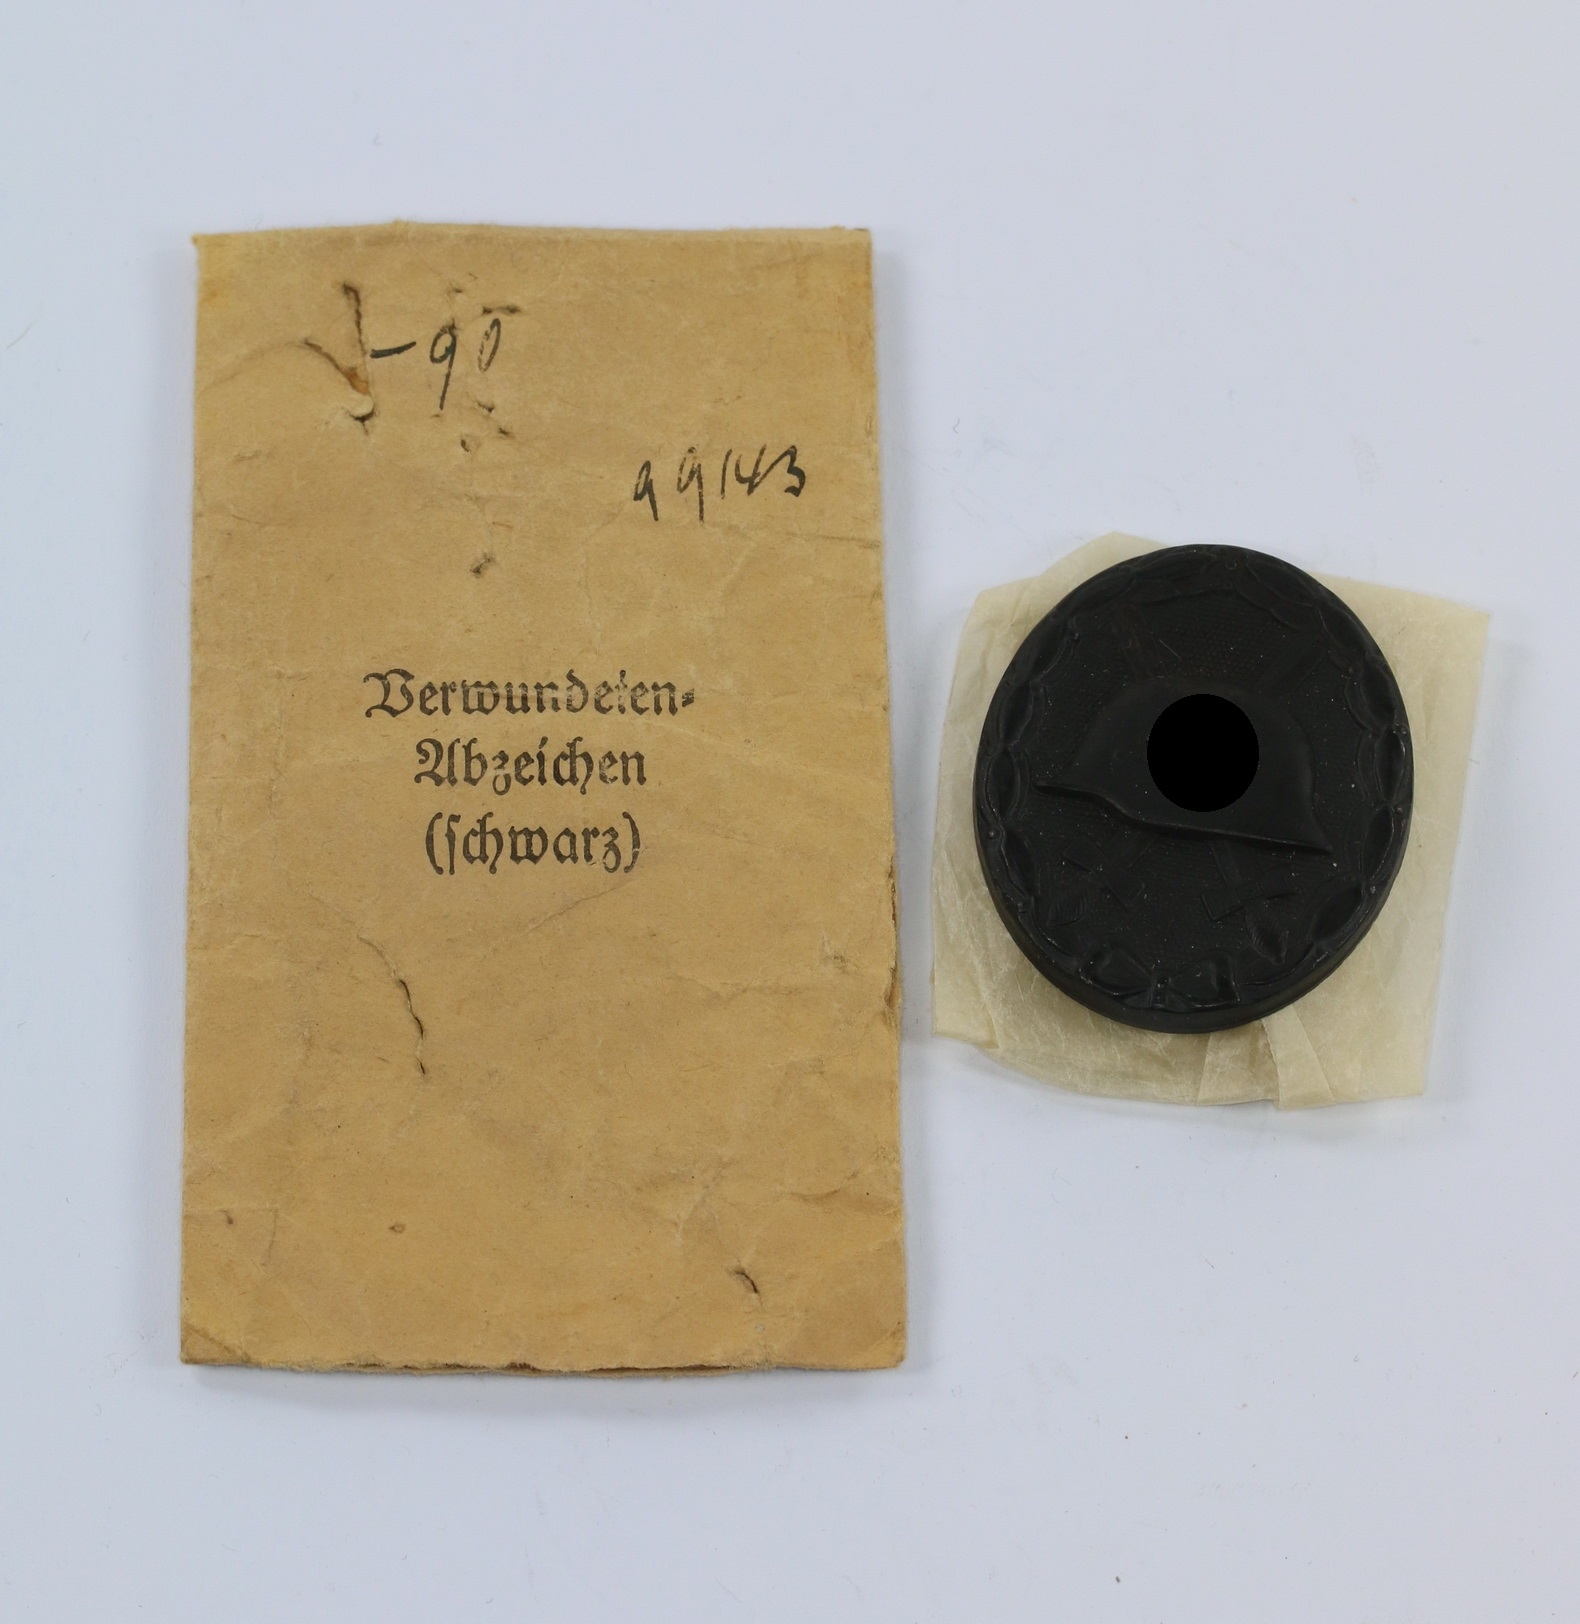 -90
99143
Verwundeten-
Abzeichen
(schwarz)